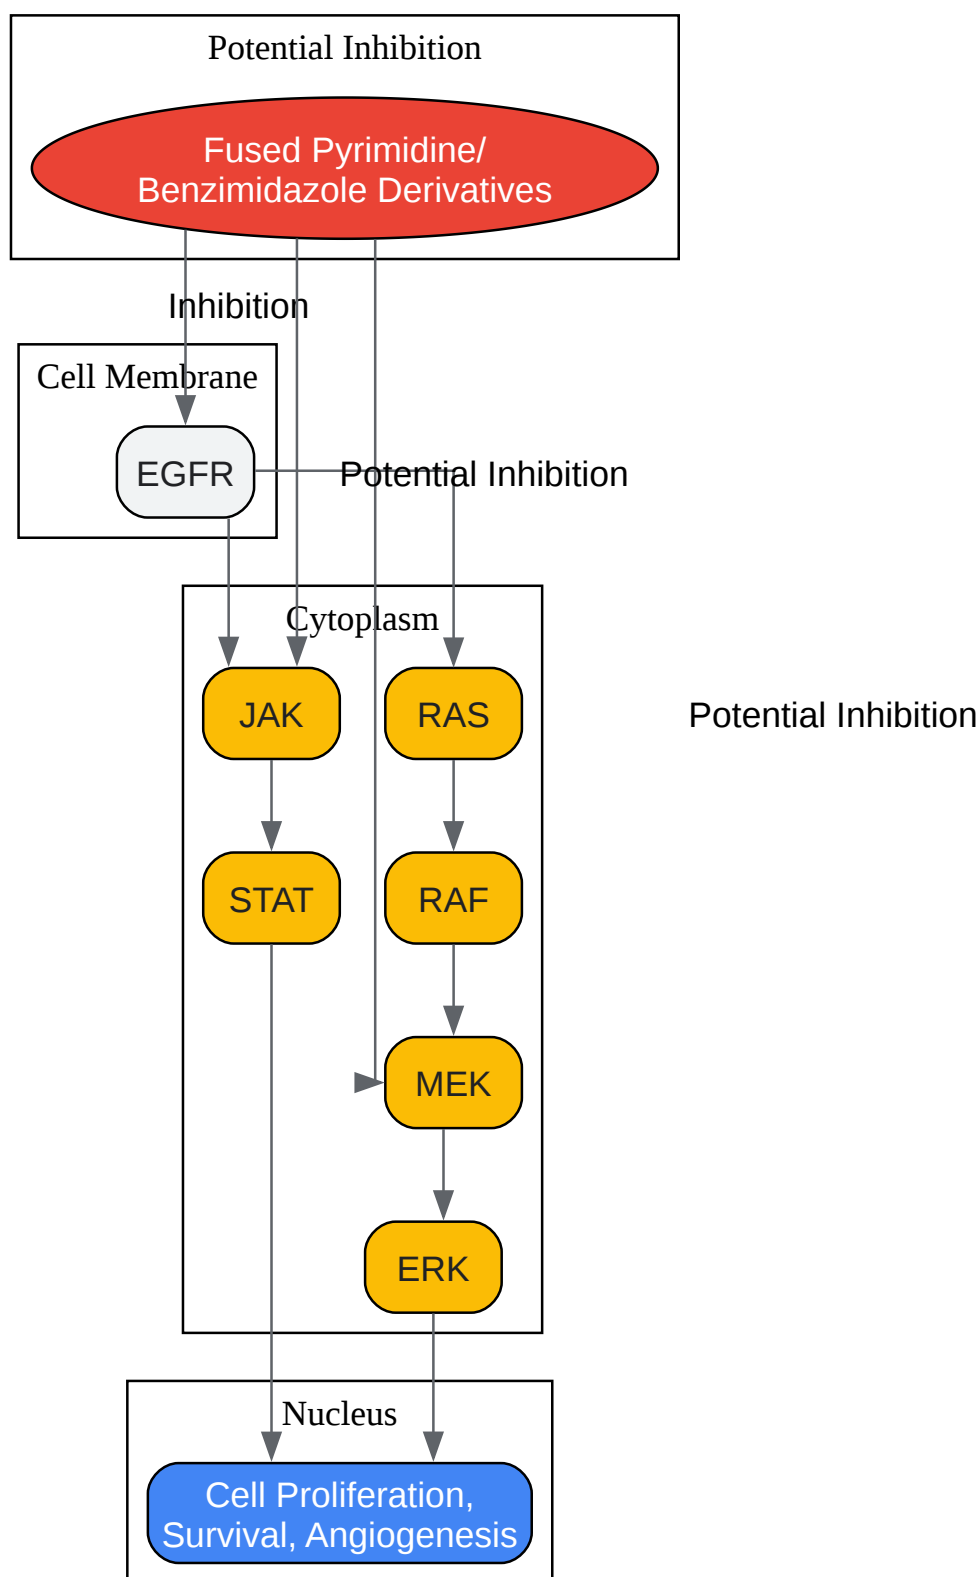 Potential Inhibition
Fused Pyrimidine/
Benzimidazole Derivatives
Inhibition
Cell Membrane
EGFR
Potential Inhibition
Cytoplasm
JAK
RAS
Potential Inhibition
STAT
RAF
MEK
ERK
Nucleus
Cell Proliferation,
Survival, Angiogenesis